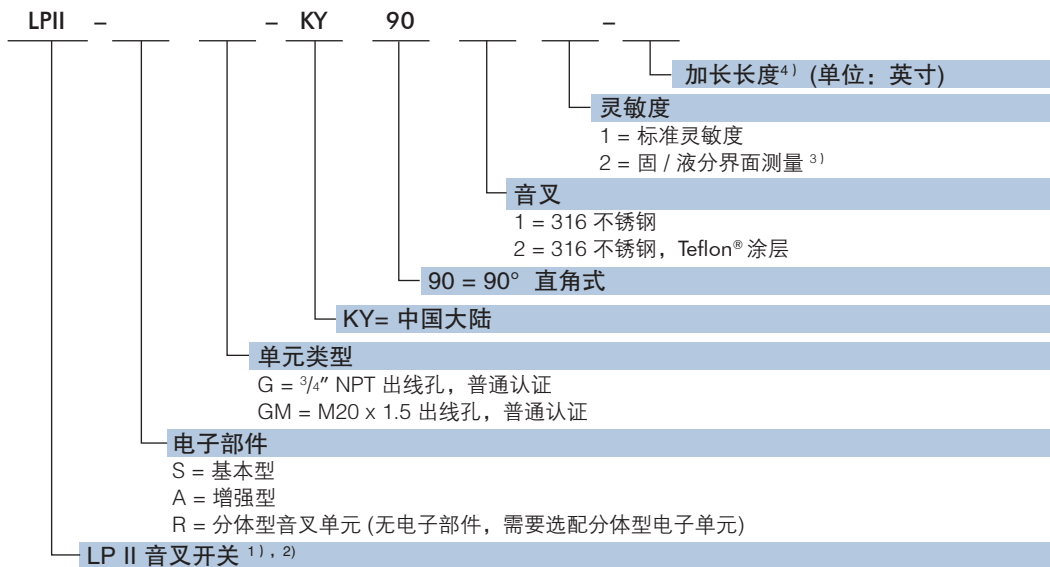 LPII – – KY 90 –
加长长度4) (单位：英寸)
灵敏度
1 = 标准灵敏度
2 = 固 / 液分界面测量 3)
音叉
1 = 316 不锈钢
2 = 316 不锈钢，Teflon® 涂层
90 = 90° 直角式
KY= 中国大陆
单元类型
G = 3/4" NPT 出线孔，普通认证
GM = M20 x 1.5 出线孔，普通认证
电子部件
S = 基本型
A = 增强型
R = 分体型音叉单元 (无电子部件，需要选配分体型电子单元)
LP II 音叉开关 1)，2)